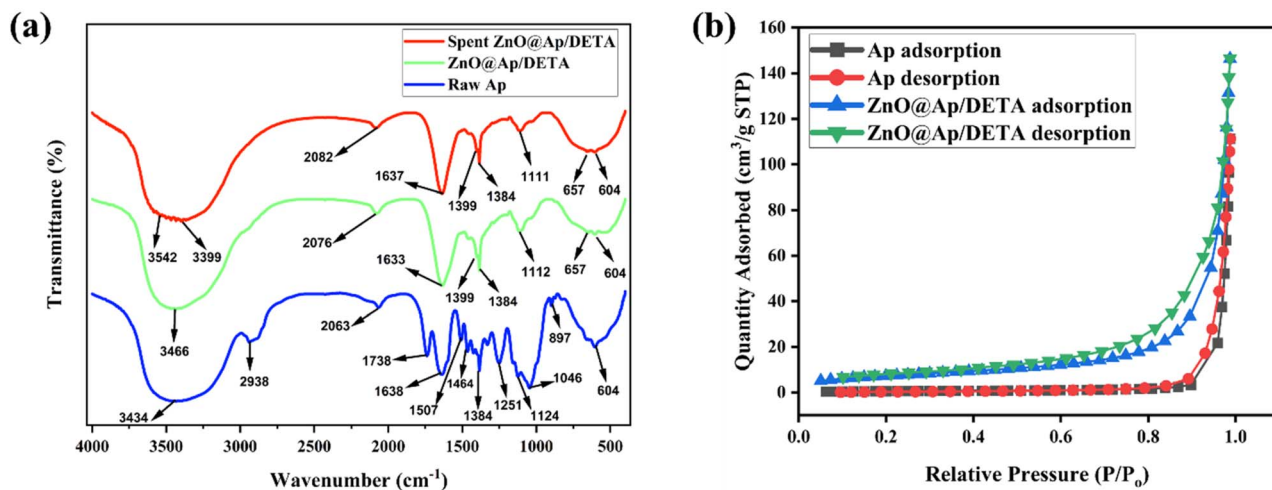 (a)
Spent ZnO@Ap/DETA
ZnO@Ap/DETA
Raw Ap
Transmittance (%)
2082
1637
1399
1384
1111
657
604
3542
3399
2076
1633
1399
1384
1112
657
604
3466
2938
2063
1738
1638
1507
1464
1384
1251
1124
1046
897
604
3434
4000 3500 3000 2500 2000 1500 1000 500
Wavenumber (cm⁻¹)
(b)
Ap adsorption
Ap desorption
ZnO@Ap/DETA adsorption
ZnO@Ap/DETA desorption
Quantity Adsorbed (cm³/g STP)
160
140
120
100
80
60
40
20
0
0.0 0.2 0.4 0.6 0.8 1.0
Relative Pressure (P/Pₒ)